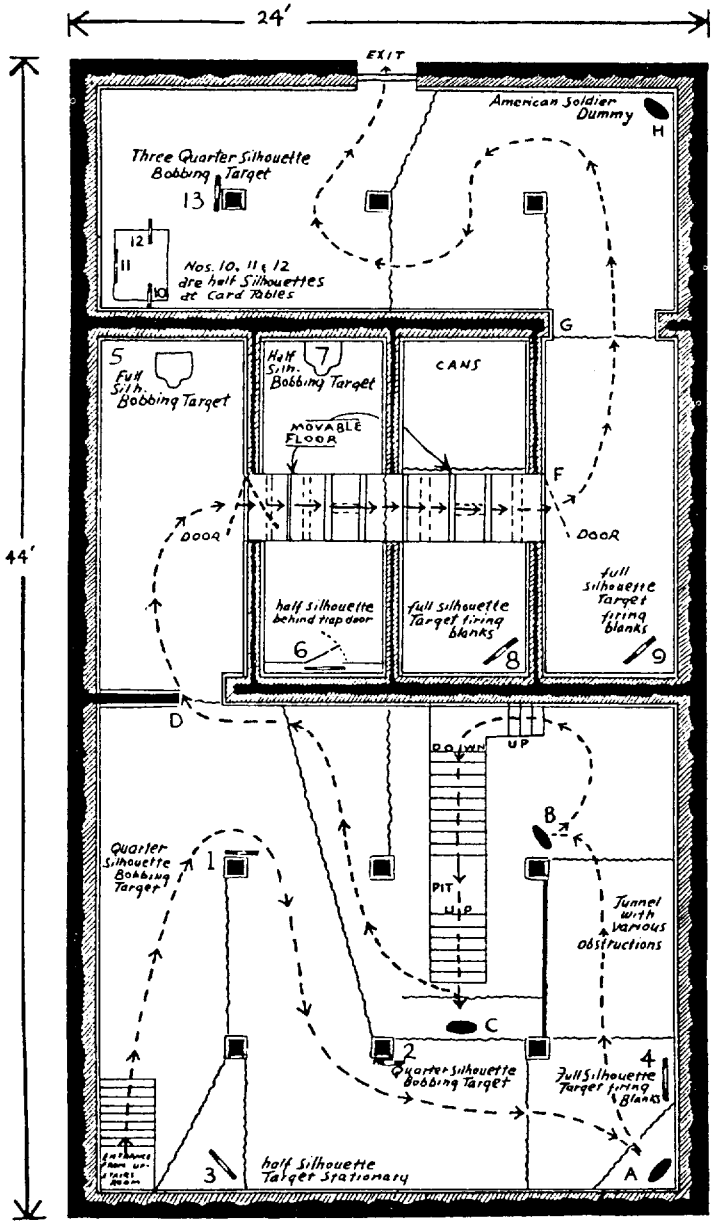 24'
EXIT
American Soldier
Dummy
H
Three Quarter Silhouette
Bobbing Target
13
12
11
10
Nos. 10, 11 & 12
are half Silhouettes
at Card Tables
G
5
Full
Silh.
Bobbing Target
Half
Silh.
7
Bobbing Target
CANS
MOVABLE
FLOOR
F
DOOR
DOOR
44'
half silhouette
behind trap door
6
full silhouette
Target firing
blanks
8
full
silhouette
Target
firing
blanks
9
D
DOWN
UP
B
Quarter
Silhouette
Bobbing
Target
1
PIT
UP
Tunnel
with
various
obstructions
C
2
Quarter Silhouette
Bobbing Target
4
Full Silhouette
Target firing
Blanks
ENTRANCE
FROM UP-
STAIRS
ROOM
3
half silhouette
Target Stationary
A